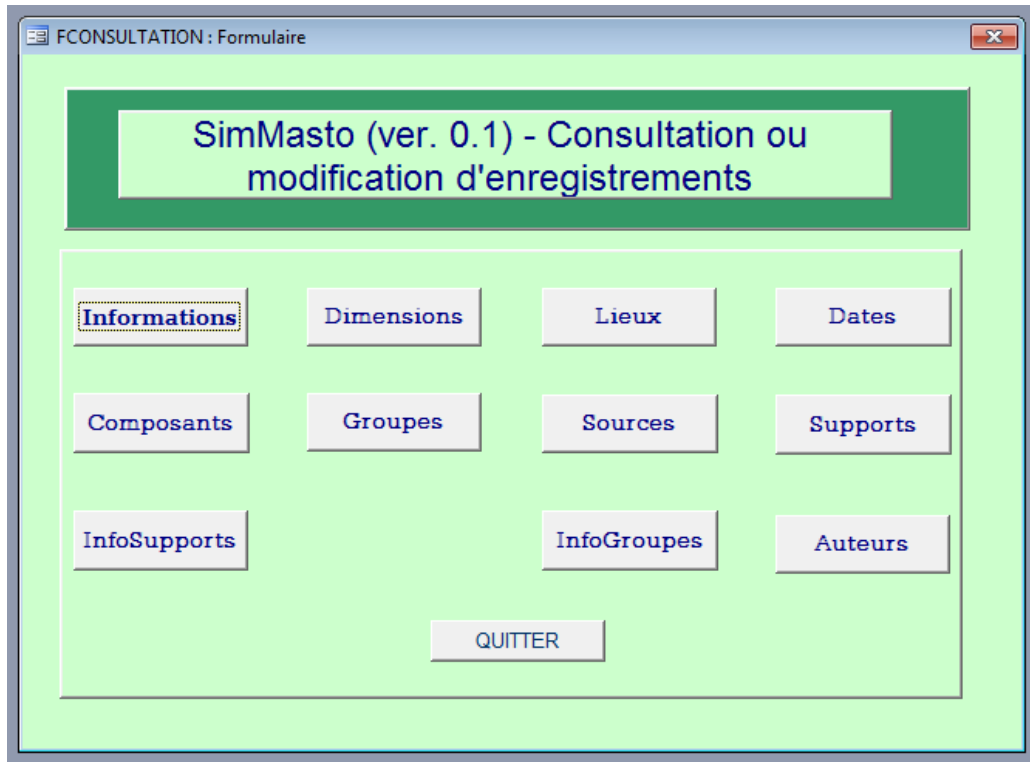 FCONSULTATION : Formulaire
SimMasto (ver. 0.1) - Consultation ou
modification d'enregistrements
Informations
Dimensions
Lieux
Dates
Composants
Groupes
Sources
Supports
InfoSupports
InfoGroupes
Auteurs
QUITTER